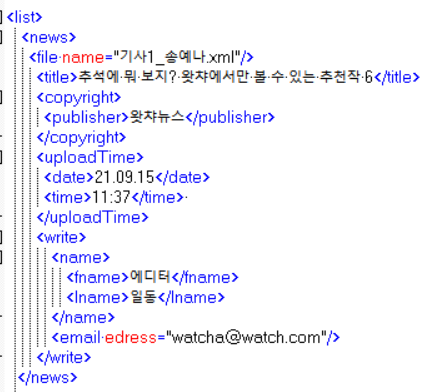 <list>
<news>
<file name="기사1_송예나.xml"/>
<title>추석에 뭐 보지? 왓챠에서만 볼 수 있는 추천작 6</title>
<copyright>
<publisher>왓챠뉴스</publisher>
</copyright>
<uploadTime>
<date>21.09.15</date>
<time>11:37</time>
</uploadTime>
<write>
<name>
<fname>에디터</fname>
<lname>일동</lname>
</name>
<email edress="watcha@watch.com"/>
</write>
</news>